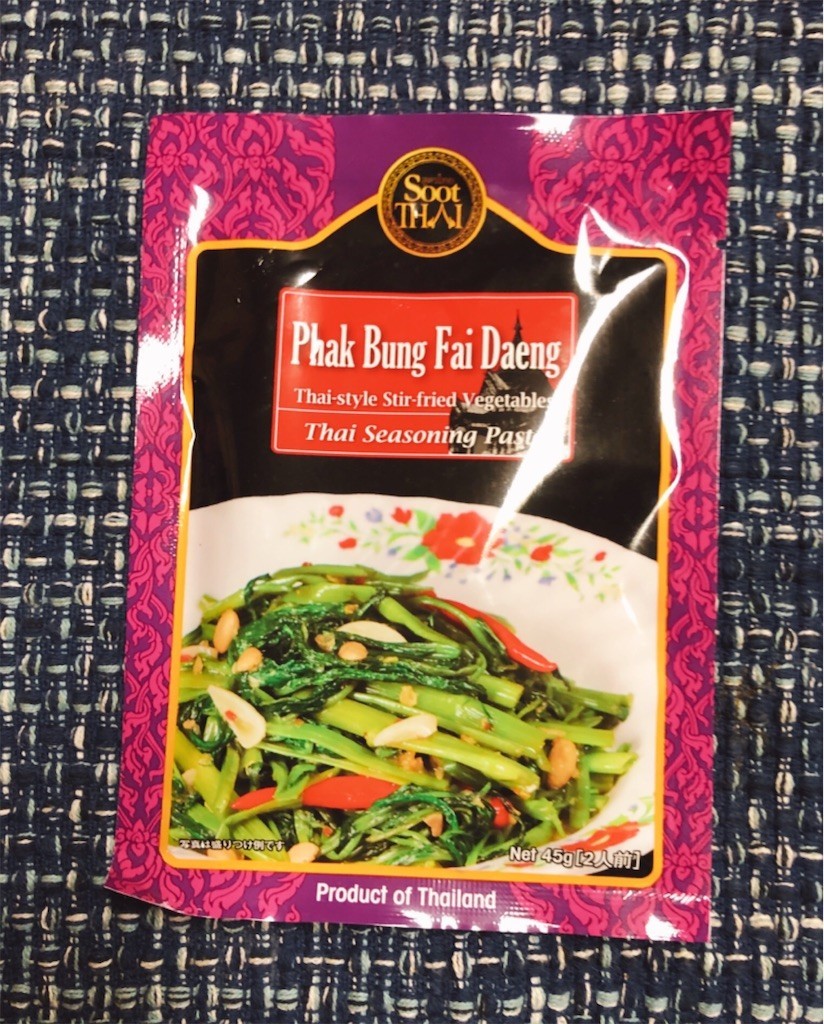 Soot
THAI
Phak Bung Fai Daeng
Thai-style Stir-fried Vegetables
Thai Seasoning Paste
写真は盛りつけ例です
Net 45g [2人前]
Product of Thailand